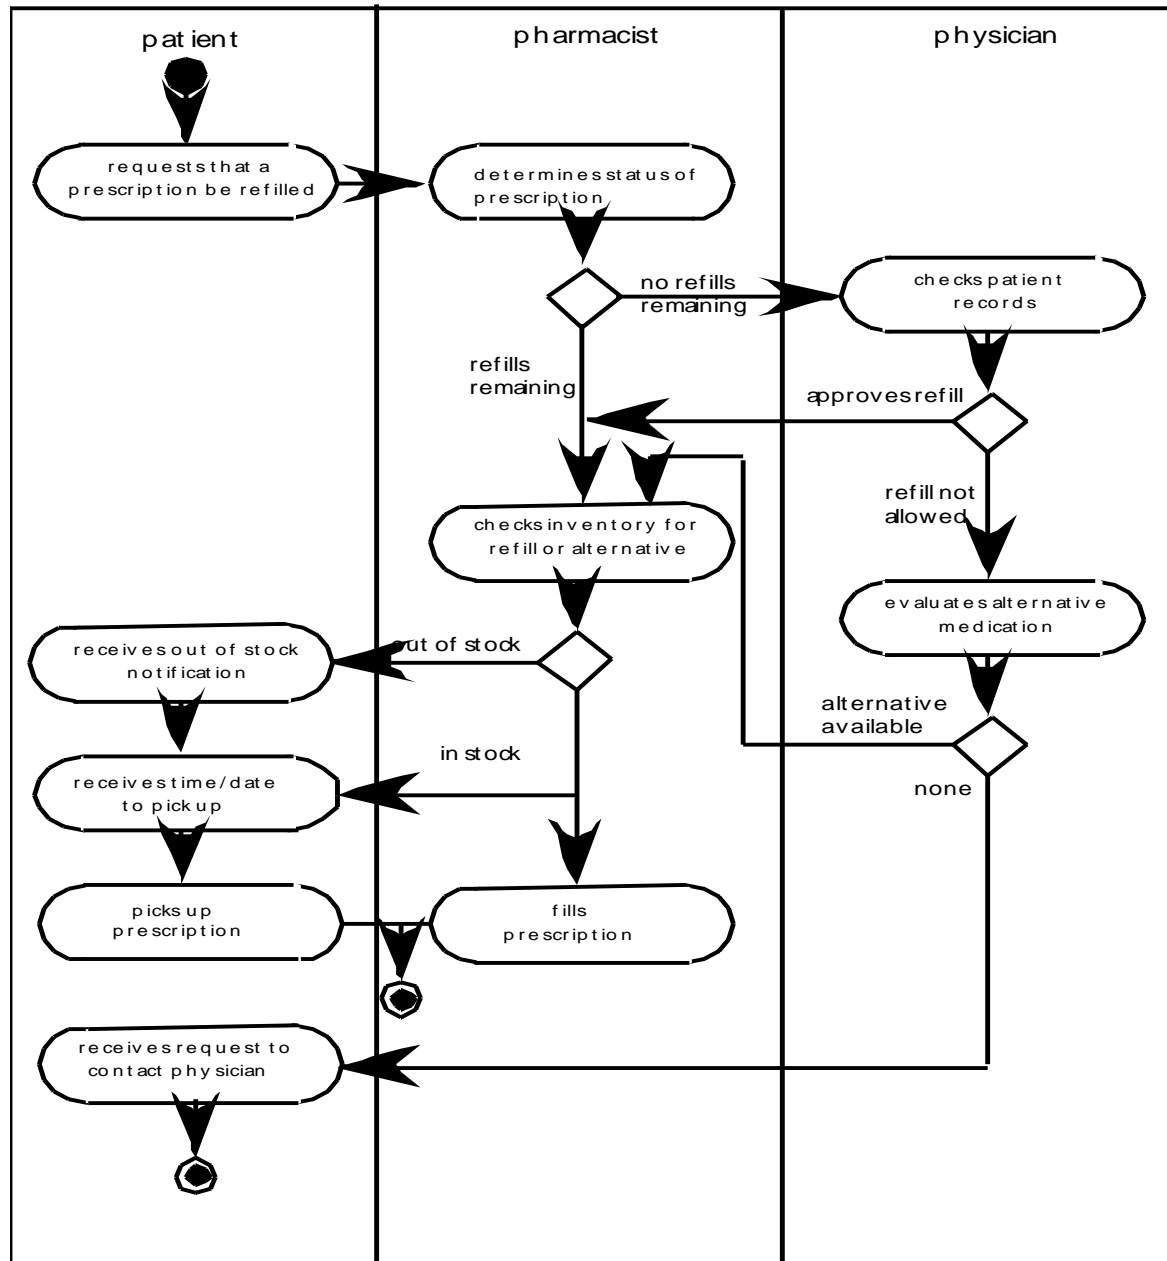 patient
pharmacist
physician
requests that a
prescription be refilled
determines status of
prescription
no refills
remaining
checks patient
records
refills
remaining
approves refill
refill not
allowed
checks inventory for
refill or alternative
evaluates alternative
medication
receives out of stock
notification
out of stock
alternative
available
in stock
receives time/date
to pickup
none
picks up
prescription
fills
prescription
receives request to
contact physician